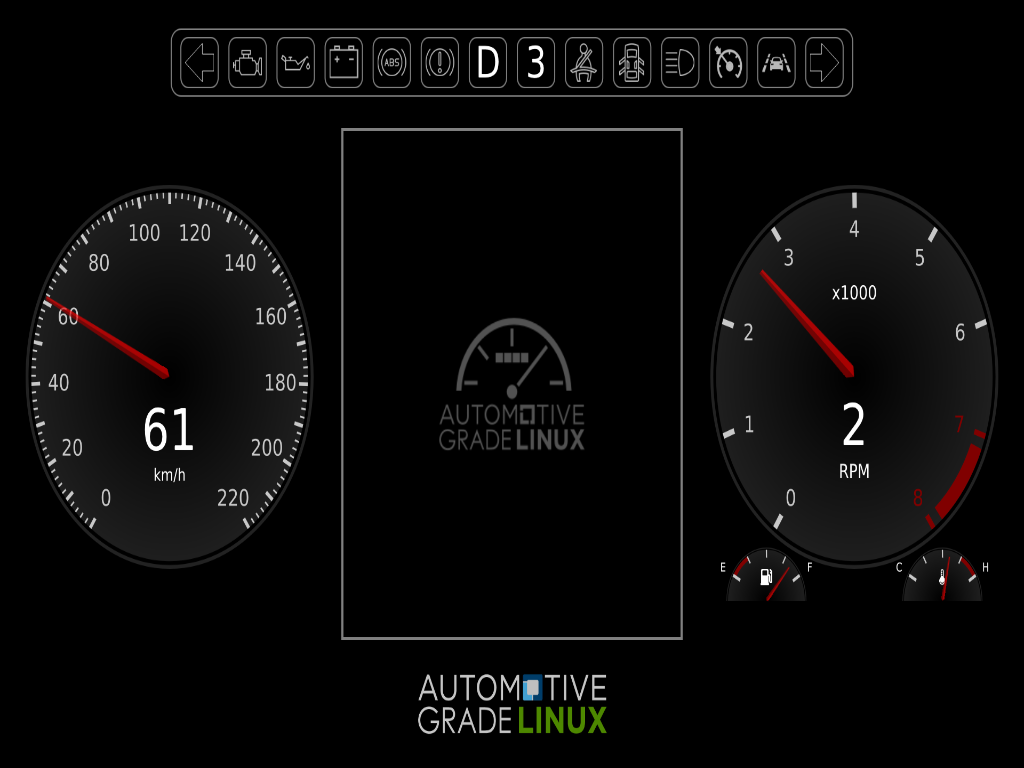 ABS
D
3
0
20
40
60
80
100
120
140
160
180
200
220
61
km/h
AUTOMOTIVE
GRADE LINUX
0
1
2
3
4
5
6
7
8
x1000
2
RPM
E
F
C
H
AUTOMOTIVE
GRADE LINUX